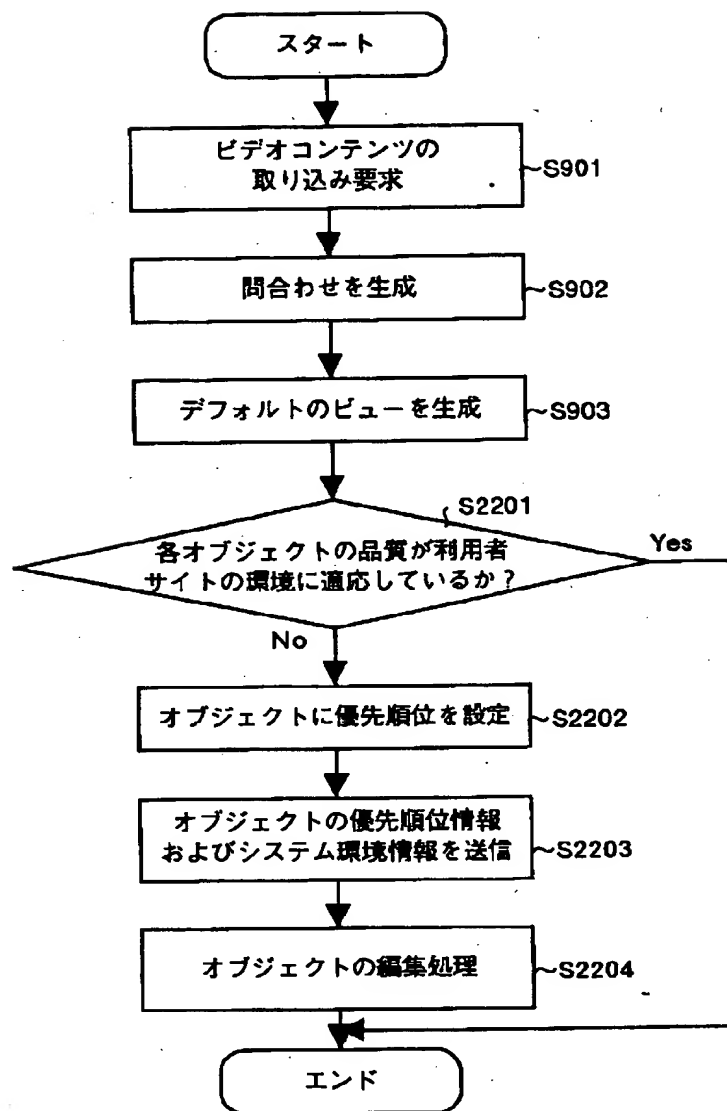 スタート
ビデオコンテンツの
取り込み要求
~S901
問合わせを生成
~S902
デフォルトのビューを生成
~S903
S2201
各オブジェクトの品質が利用者
サイトの環境に適応しているか?
Yes
No
オブジェクトに優先順位を設定
~S2202
オブジェクトの優先順位情報
およびシステム環境情報を送信
~S2203
オブジェクトの編集処理
~S2204
エンド